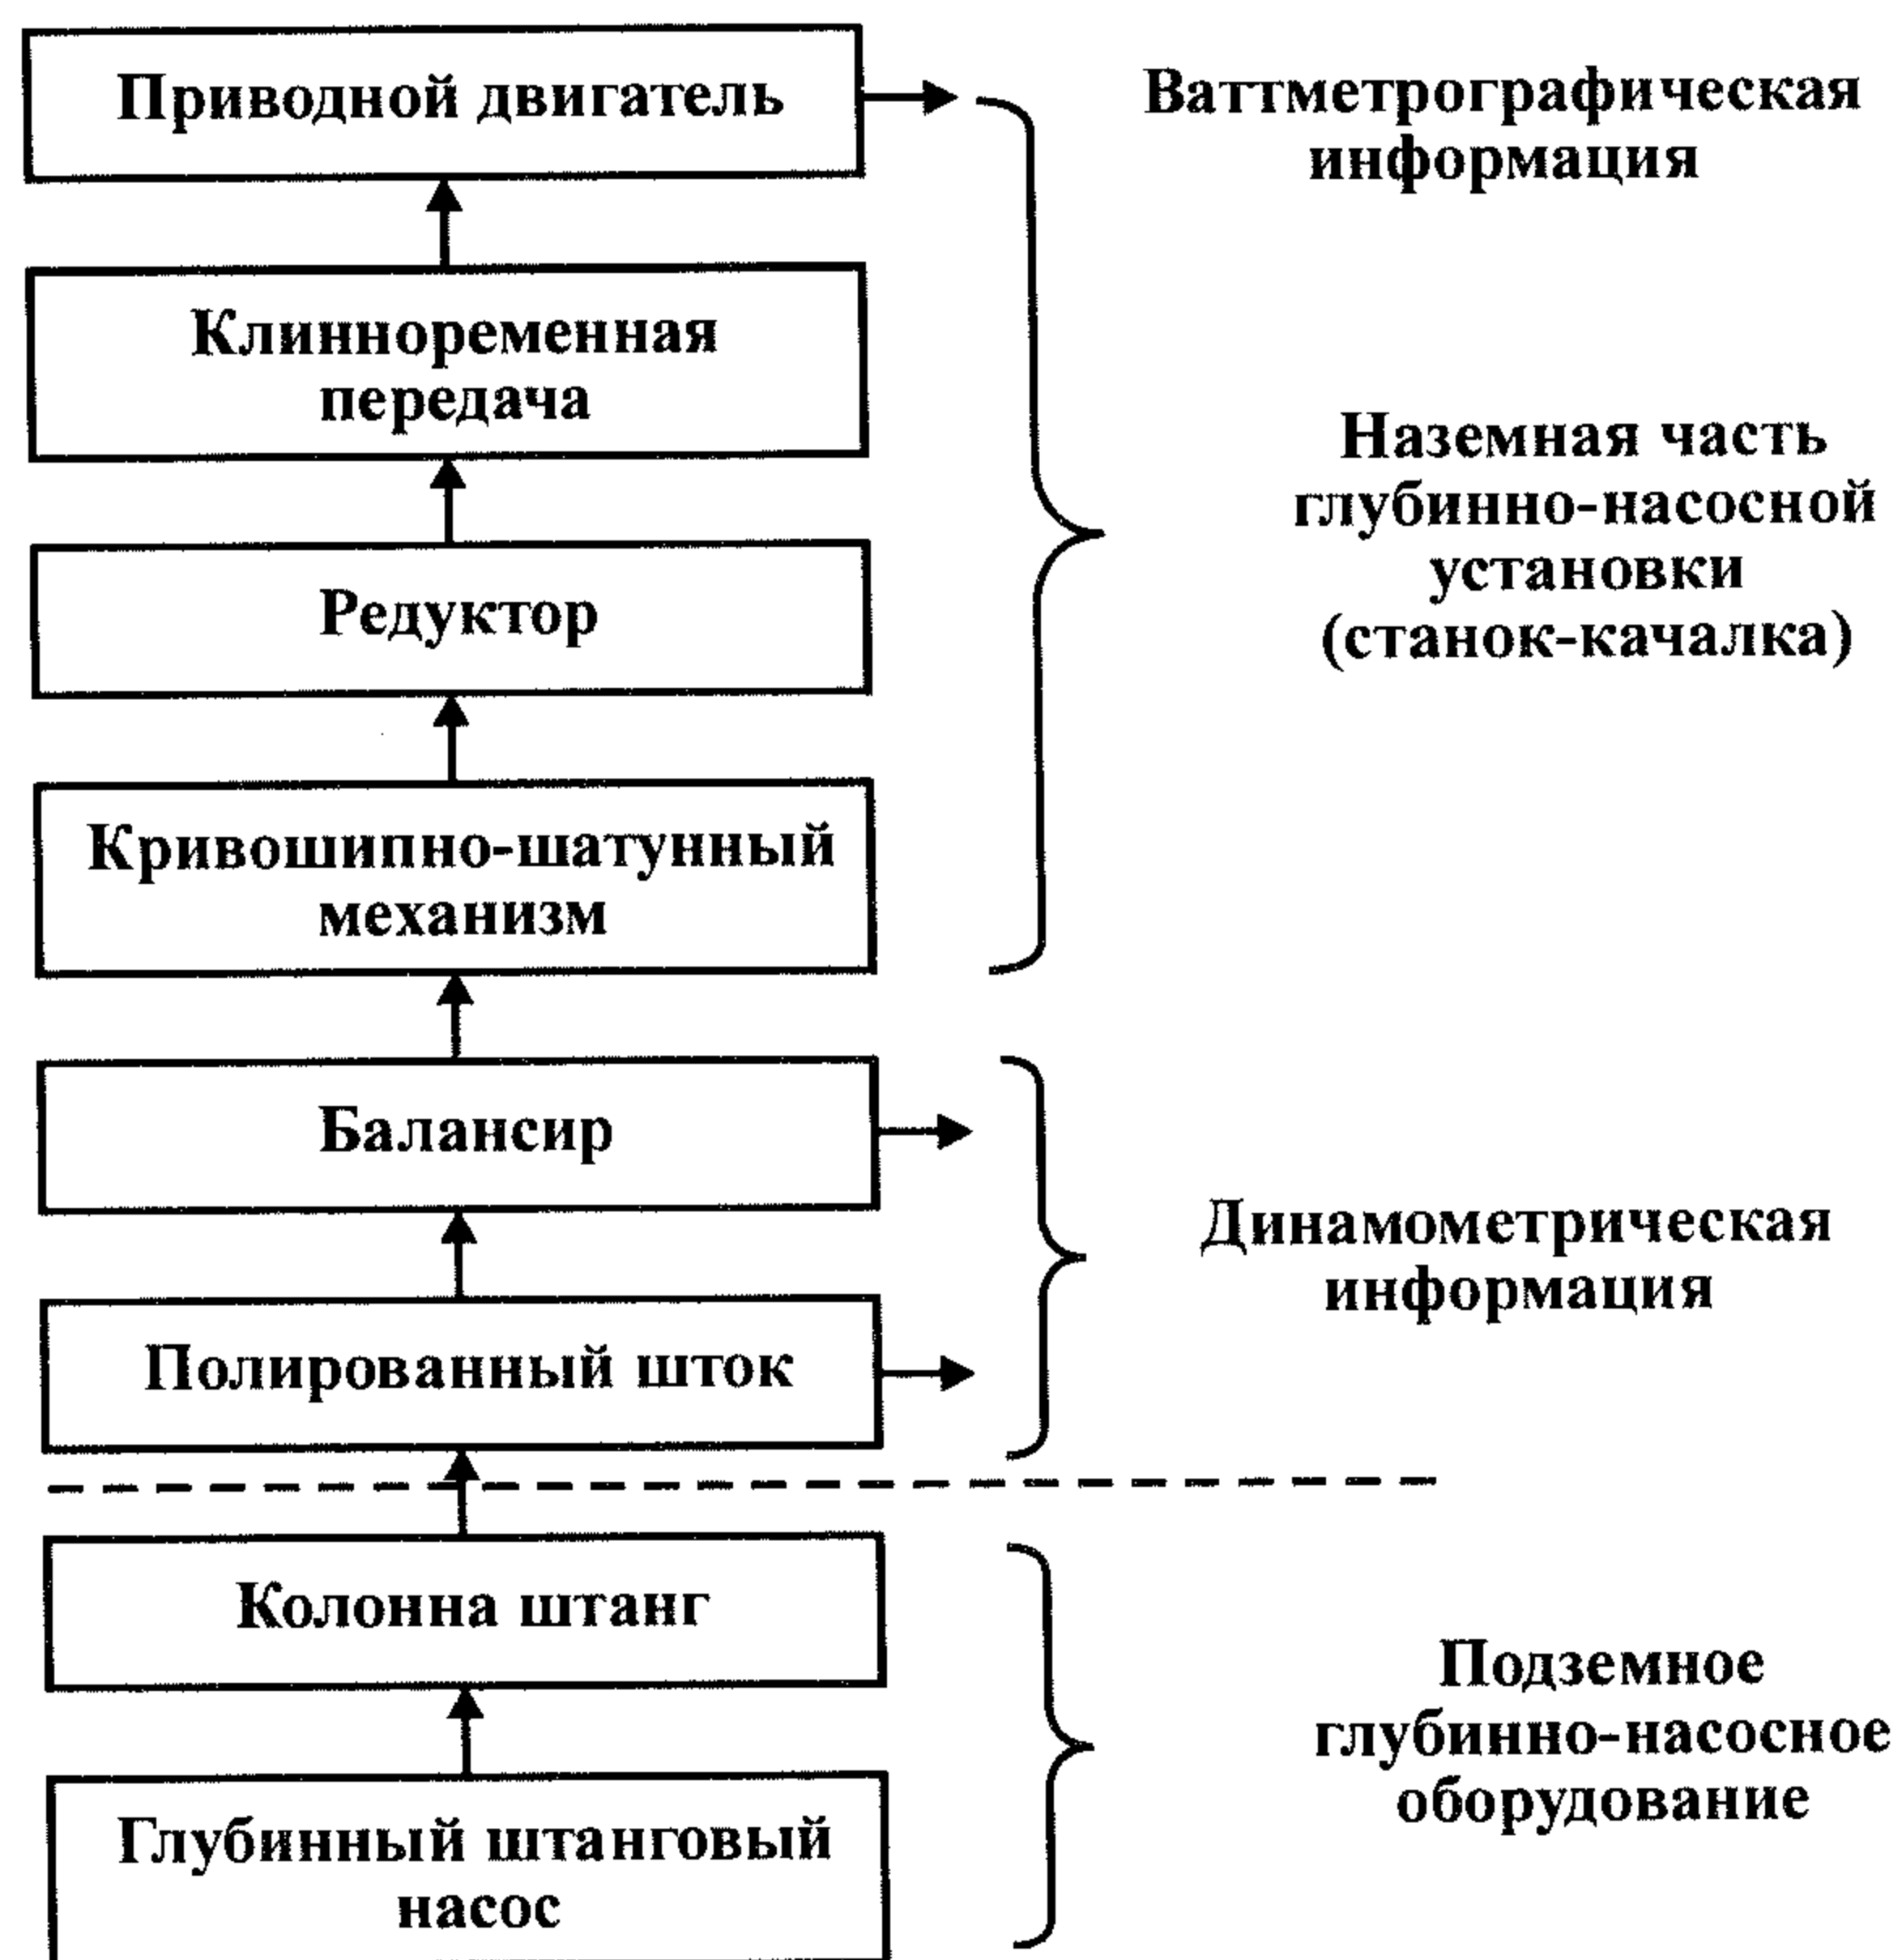 Приводной двигатель
Ваттметрографическая
информация
Клиноременная
передача
Наземная часть
глубинно-насосной
установки
(станок-качалка)
Редуктор
Кривошипно-шатунный
механизм
Балансир
Динамометрическая
информация
Полированный шток
Колонна штанг
Подземное
глубинно-насосное
оборудование
Глубинный штанговый
насос